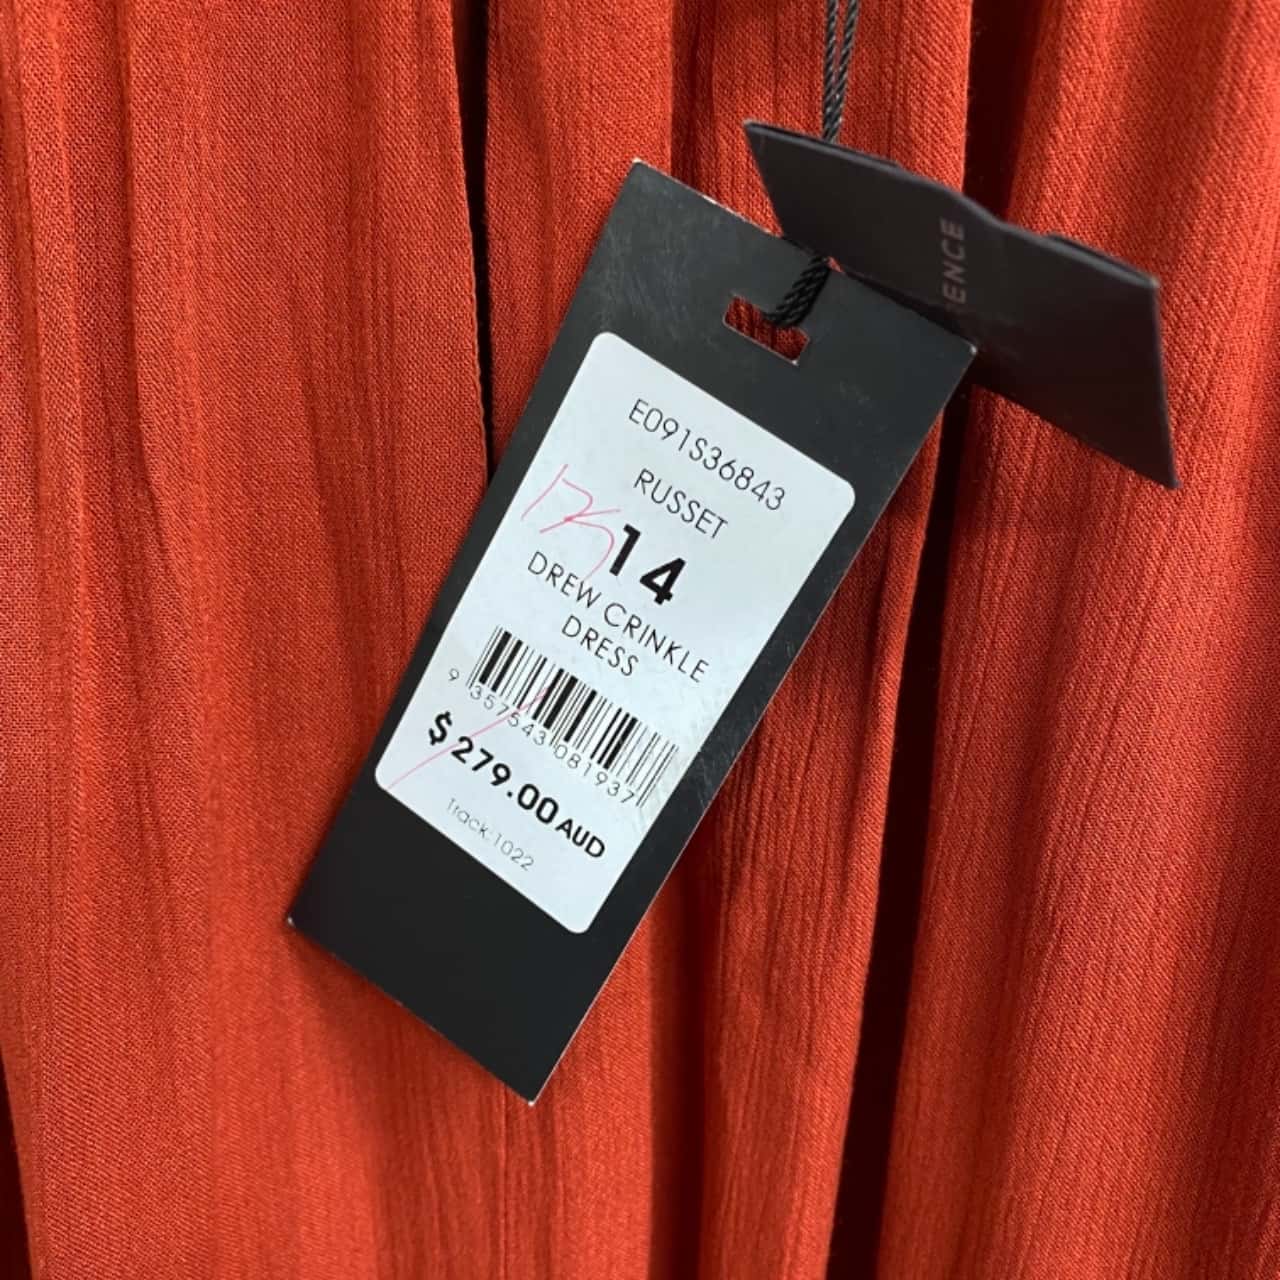 ENCE
E091S36843
RUSSET
14
DREW CRINKLE
DRESS
9 357543 081937
$279.00 AUD
Track:1022